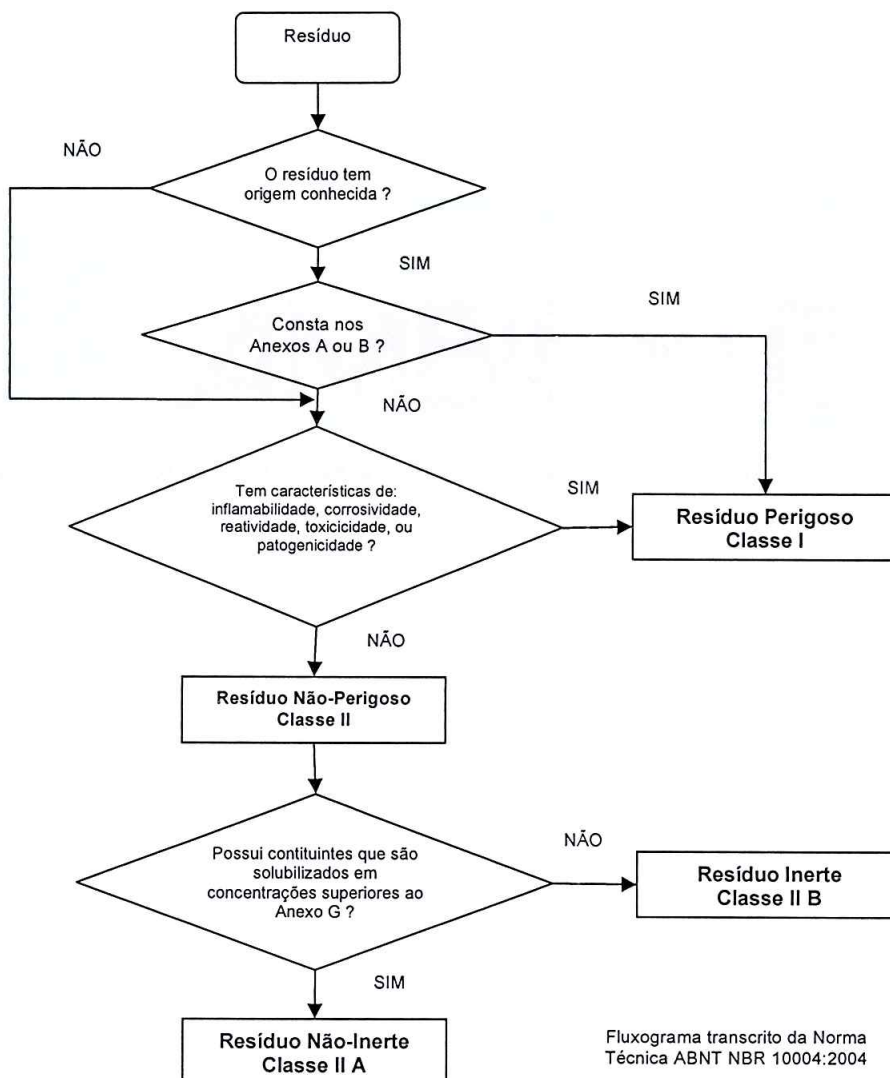 Resíduo
NÃO
O resíduo tem
origem conhecida ?
SIM
SIM
Consta nos
Anexos A ou B ?
NÃO
Tem características de:
inflamabilidade, corrosividade,
reatividade, toxicicidade, ou
patogenicidade ?
SIM
Resíduo Perigoso
Classe I
NÃO
Resíduo Não-Perigoso
Classe II
Possui contituintes que são
solubilizados em
concentrações superiores ao
Anexo G ?
NÃO
Resíduo Inerte
Classe II B
SIM
Resíduo Não-Inerte
Classe II A
Fluxograma transcrito da Norma
Técnica ABNT NBR 10004:2004